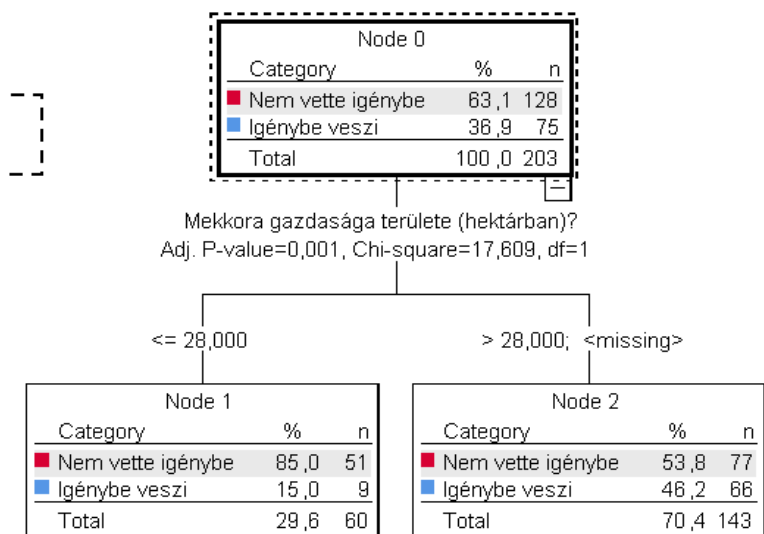 Node 0
Category % n
Nem vette igénybe 63,1 128
Igénybe veszi 36,9 75
Total 100,0 203
Mekkora gazdasága területe (hektárban)?
Adj. P-value=0,001, Chi-square=17,609, df=1
<= 28,000
> 28,000; <missing>
Node 1
Category % n
Nem vette igénybe 85,0 51
Igénybe veszi 15,0 9
Total 29,6 60
Node 2
Category % n
Nem vette igénybe 53,8 77
Igénybe veszi 46,2 66
Total 70,4 143